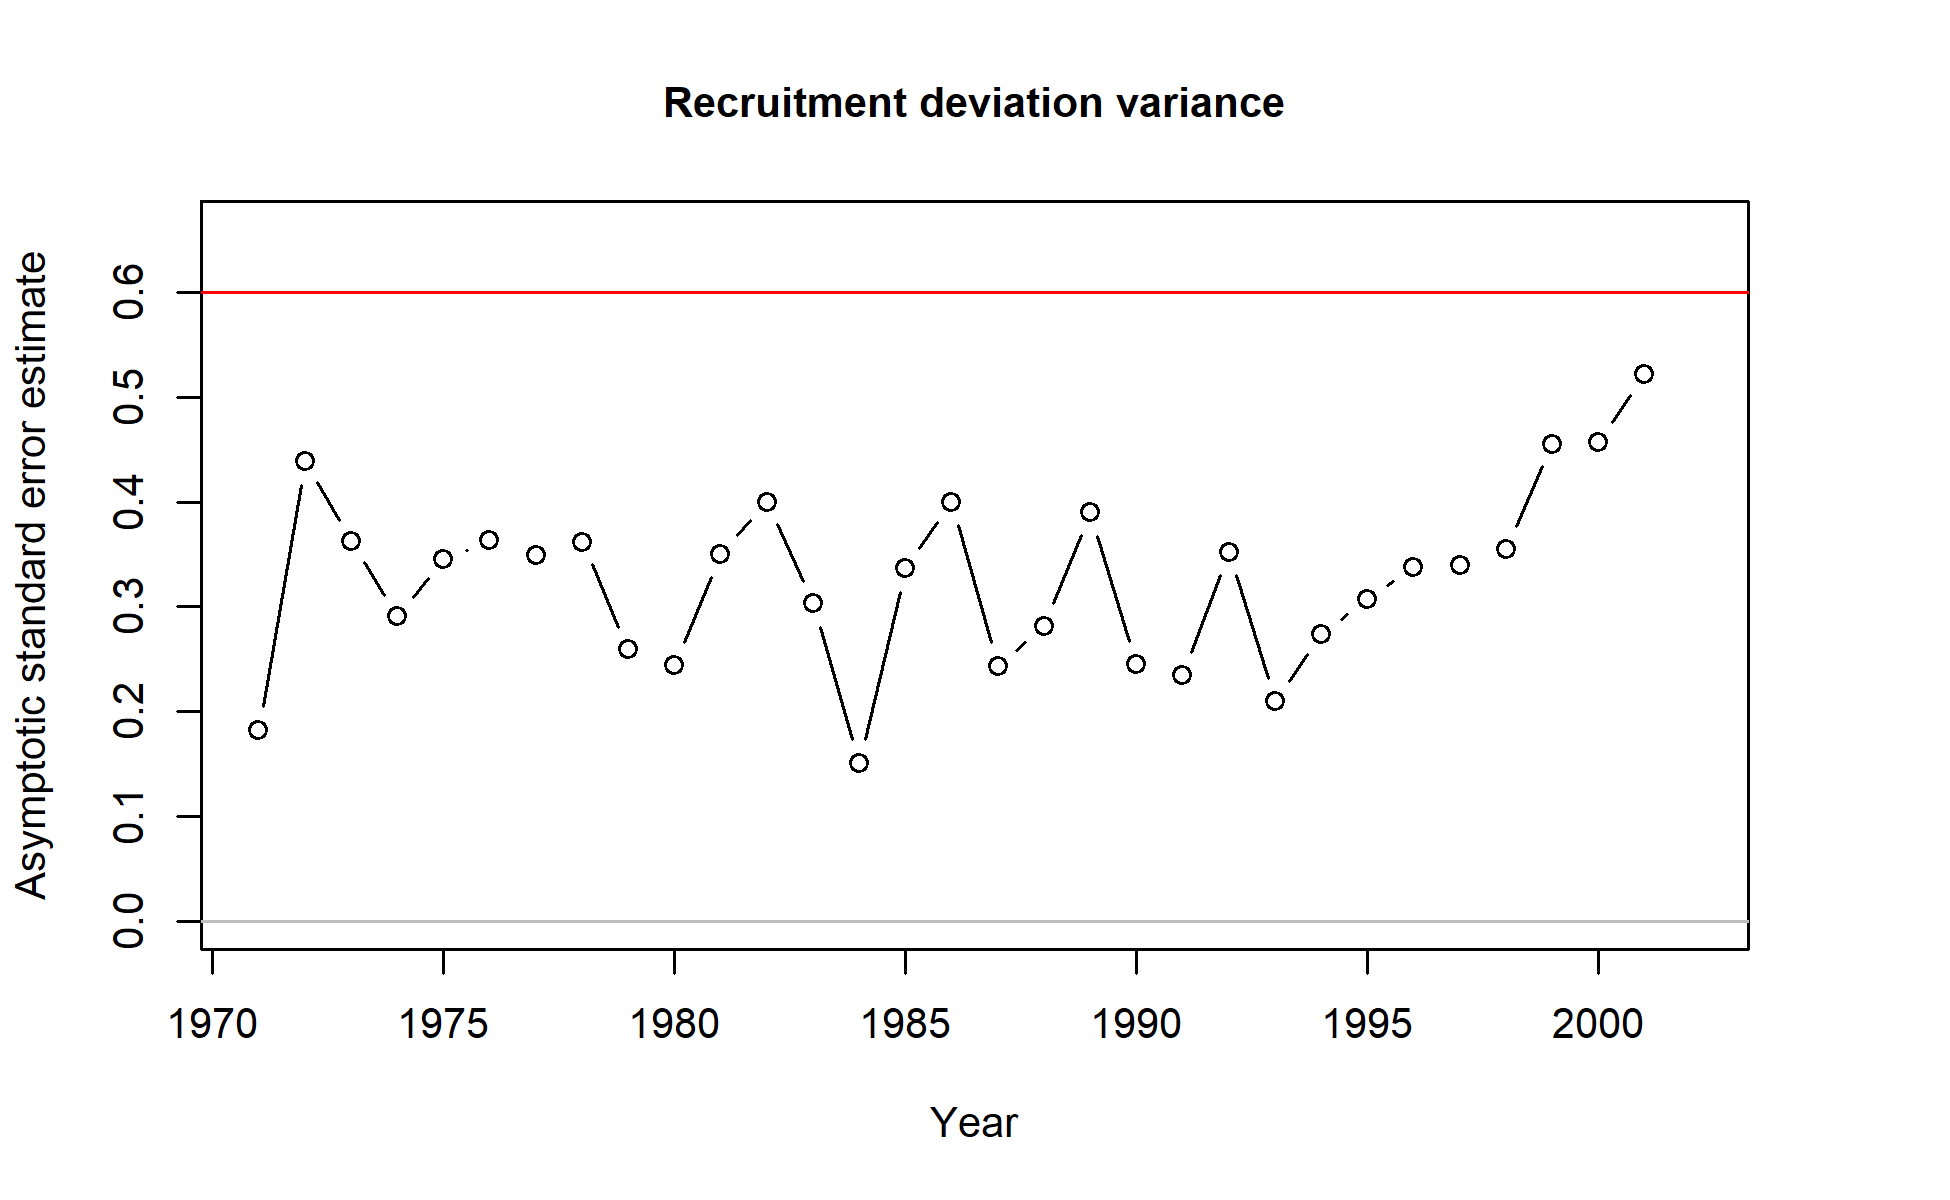 Recruitment deviation variance
Asymptotic standard error estimate
0.6
0.5
0.4
0.3
0.2
0.1
0.0
1970 1975 1980 1985 1990 1995 2000
Year